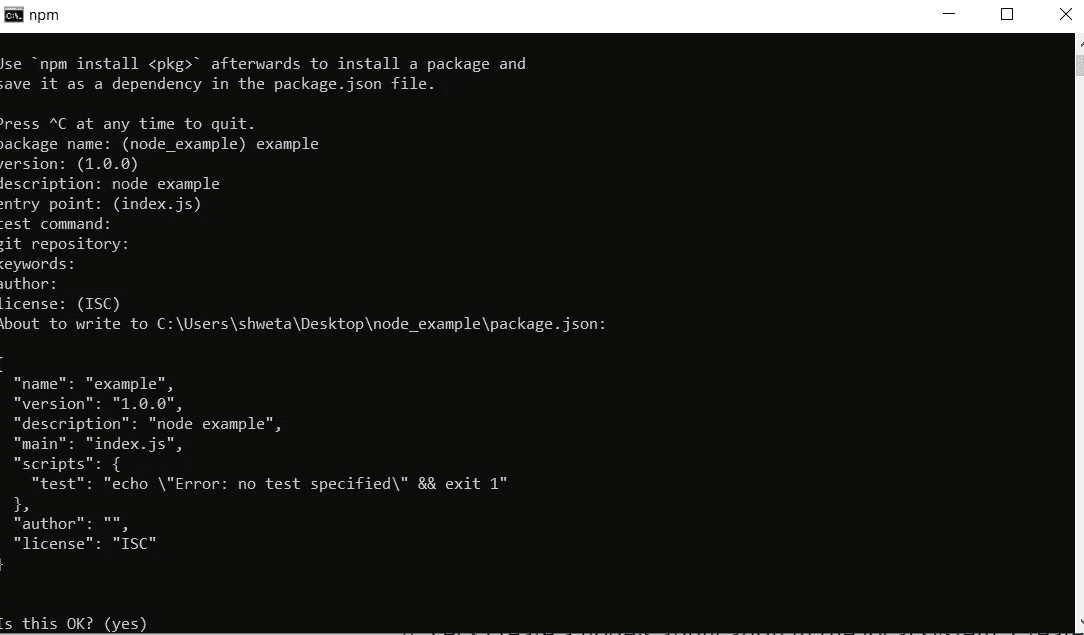 npm
Use `npm install <pkg>` afterwards to install a package and
save it as a dependency in the package.json file.
Press ^C at any time to quit.
package name: (node_example) example
version: (1.0.0)
description: node example
entry point: (index.js)
test command:
git repository:
keywords:
author:
license: (ISC)
About to write to C:\Users\shweta\Desktop\node_example\package.json:
{
  "name": "example",
  "version": "1.0.0",
  "description": "node example",
  "main": "index.js",
  "scripts": {
    "test": "echo \"Error: no test specified\" && exit 1"
  },
  "author": "",
  "license": "ISC"
}
Is this OK? (yes)